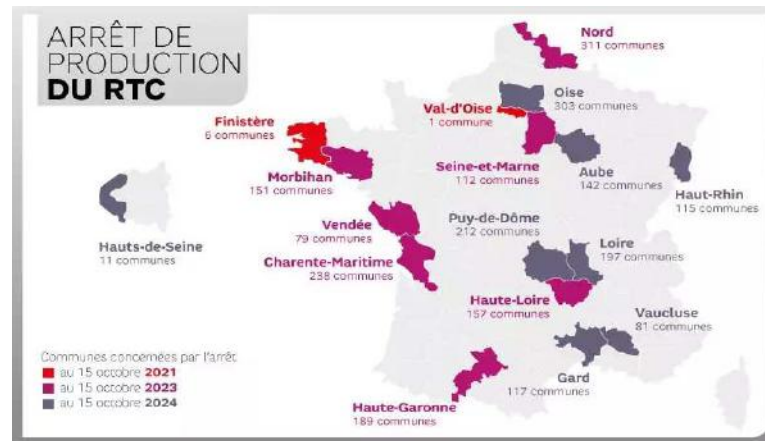 ARRÊT DE
PRODUCTION
DU RTC
Nord
311 communes
Oise
303 communes
Val-d'Oise
1 commune
Finistère
6 communes
Seine-et-Marne
112 communes
Aube
142 communes
Haut-Rhin
115 communes
Morbihan
151 communes
Vendée
79 communes
Puy-de-Dôme
212 communes
Hauts-de-Seine
11 communes
Loire
197 communes
Charente-Maritime
238 communes
Haute-Loire
157 communes
Vaucluse
81 communes
Gard
117 communes
Haute-Garonne
189 communes
Communes concernées par l'arrêt
au 15 octobre 2021
au 15 octobre 2023
au 15 octobre 2024